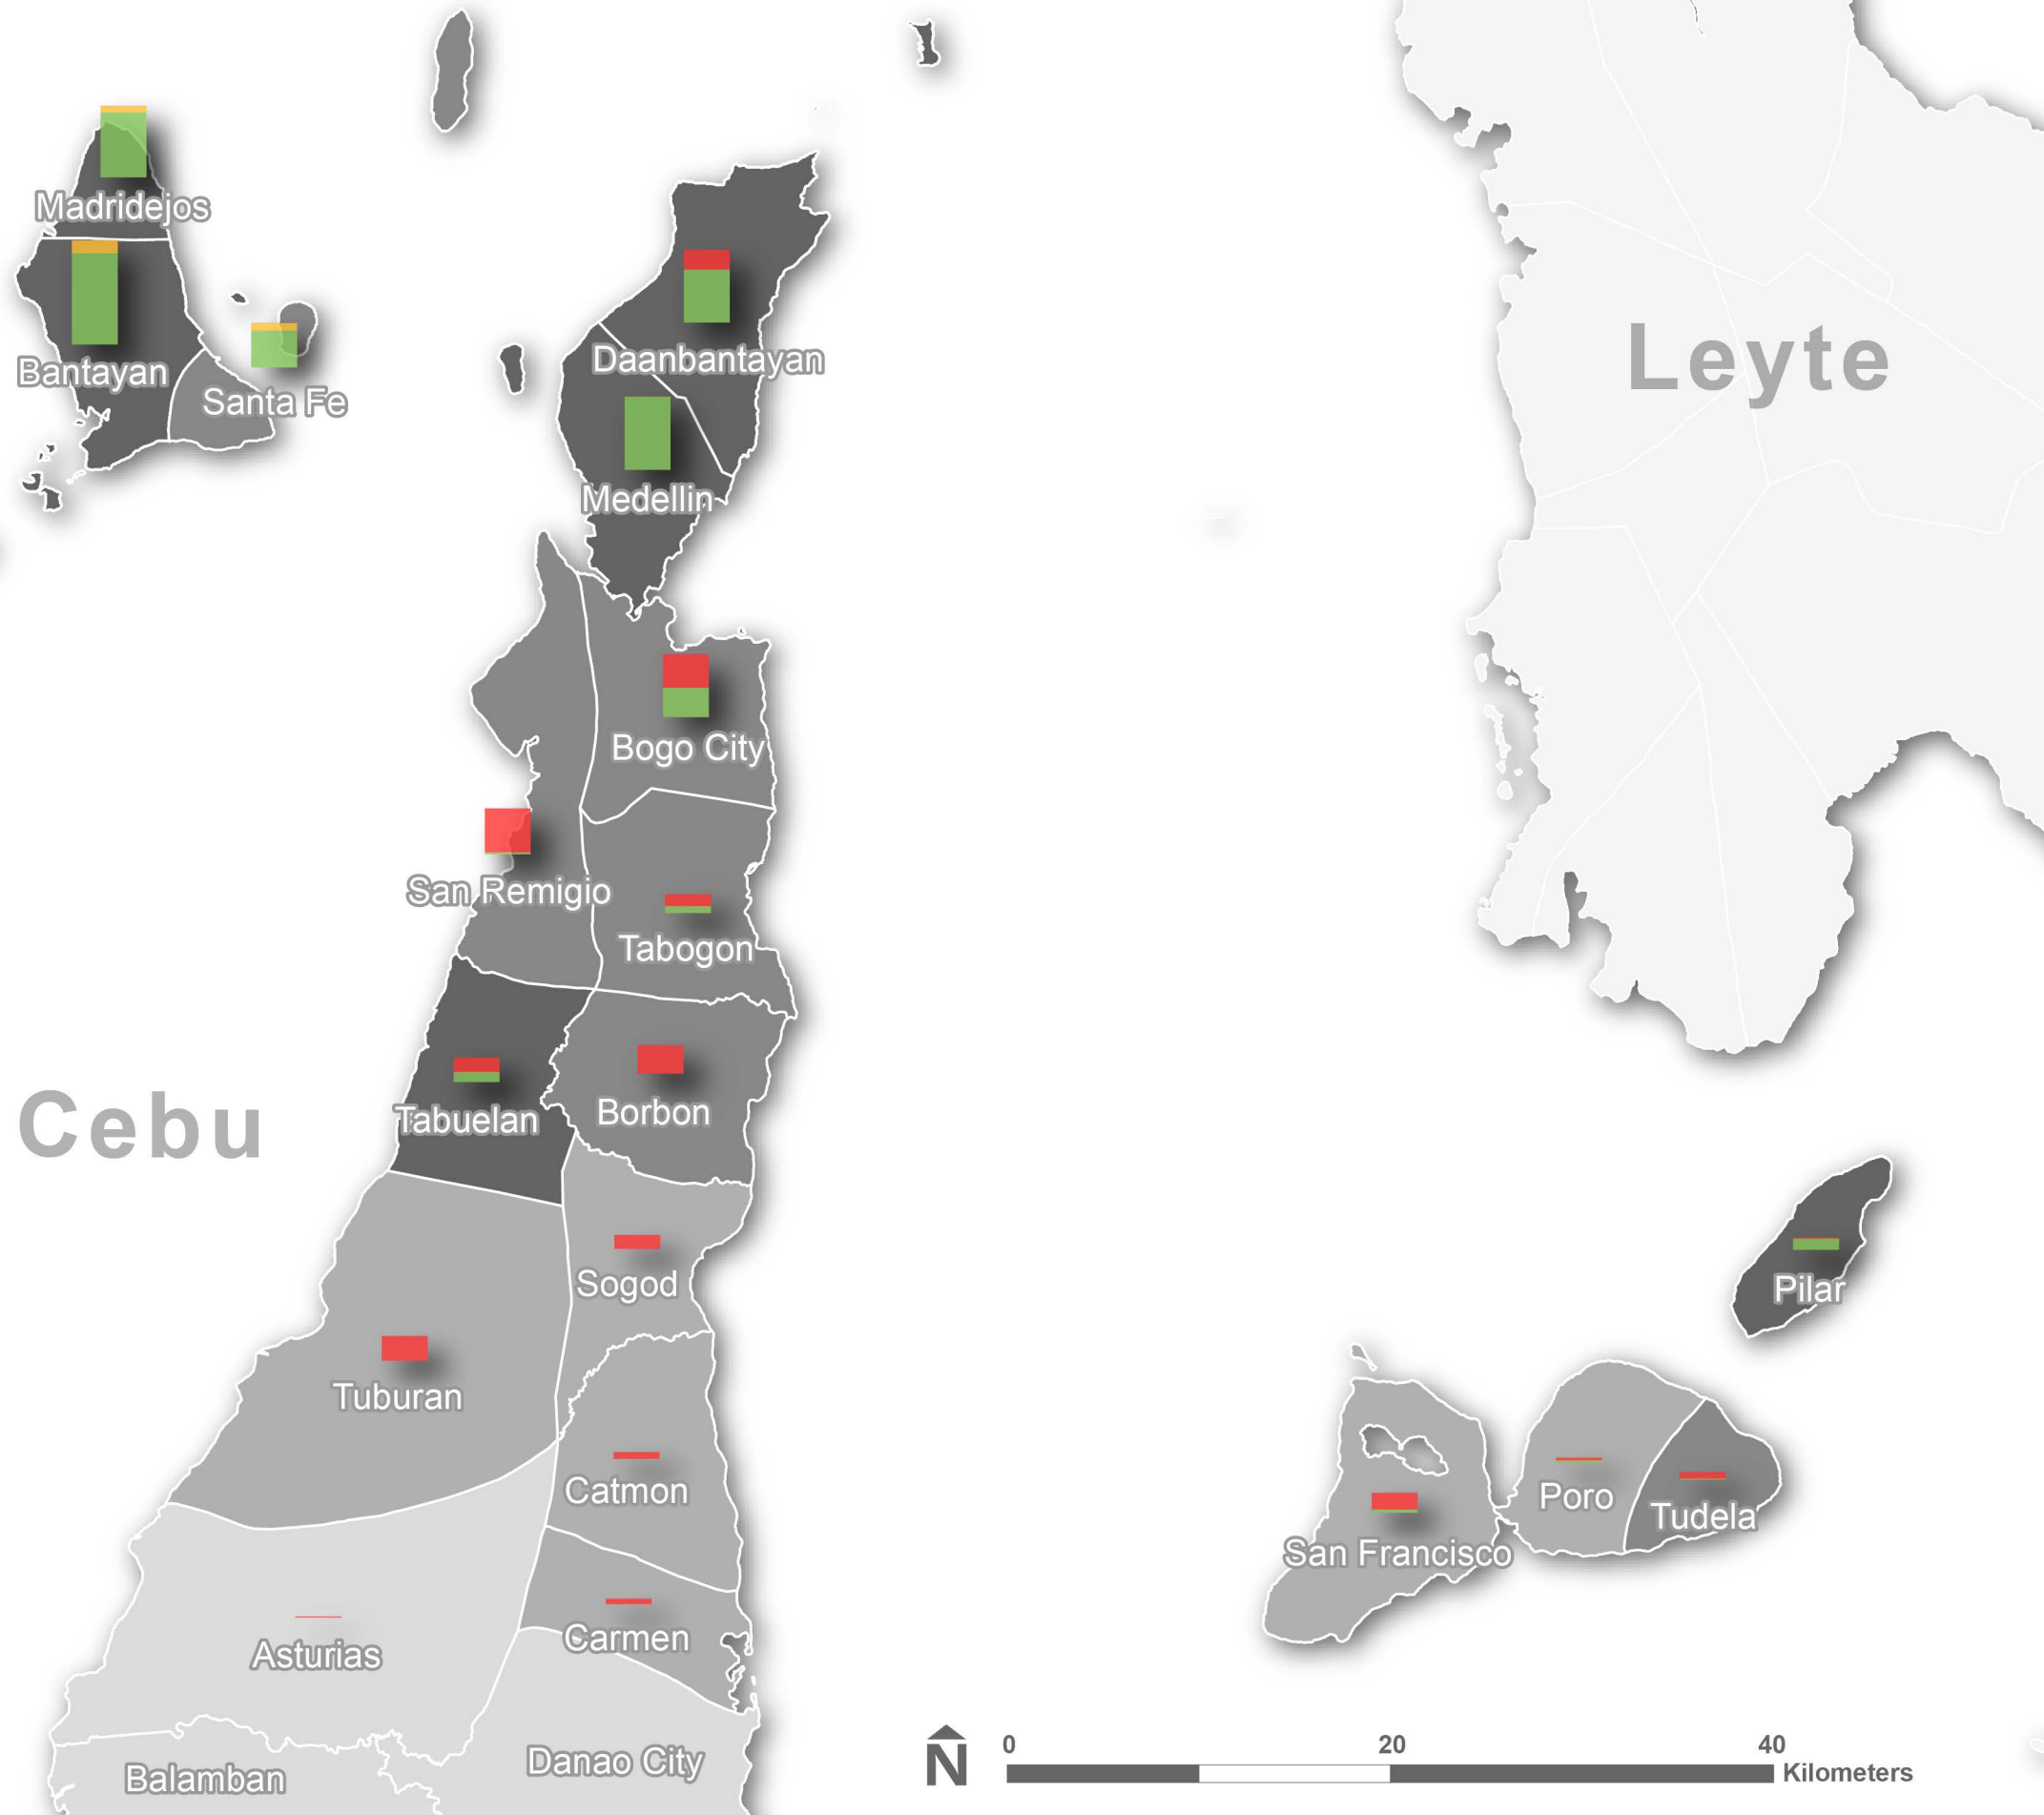 Madridejos
Bantayan
Santa Fe
Daanbantayan
Medellin
Leyte
Bogo City
San Remigio
Tabogon
Cebu
Tabuelan
Borbon
Sogod
Pilar
Tuburan
Catmon
Poro
Tudela
San Francisco
Carmen
Asturias
Danao City
Balamban
N
0 20 40
Kilometers